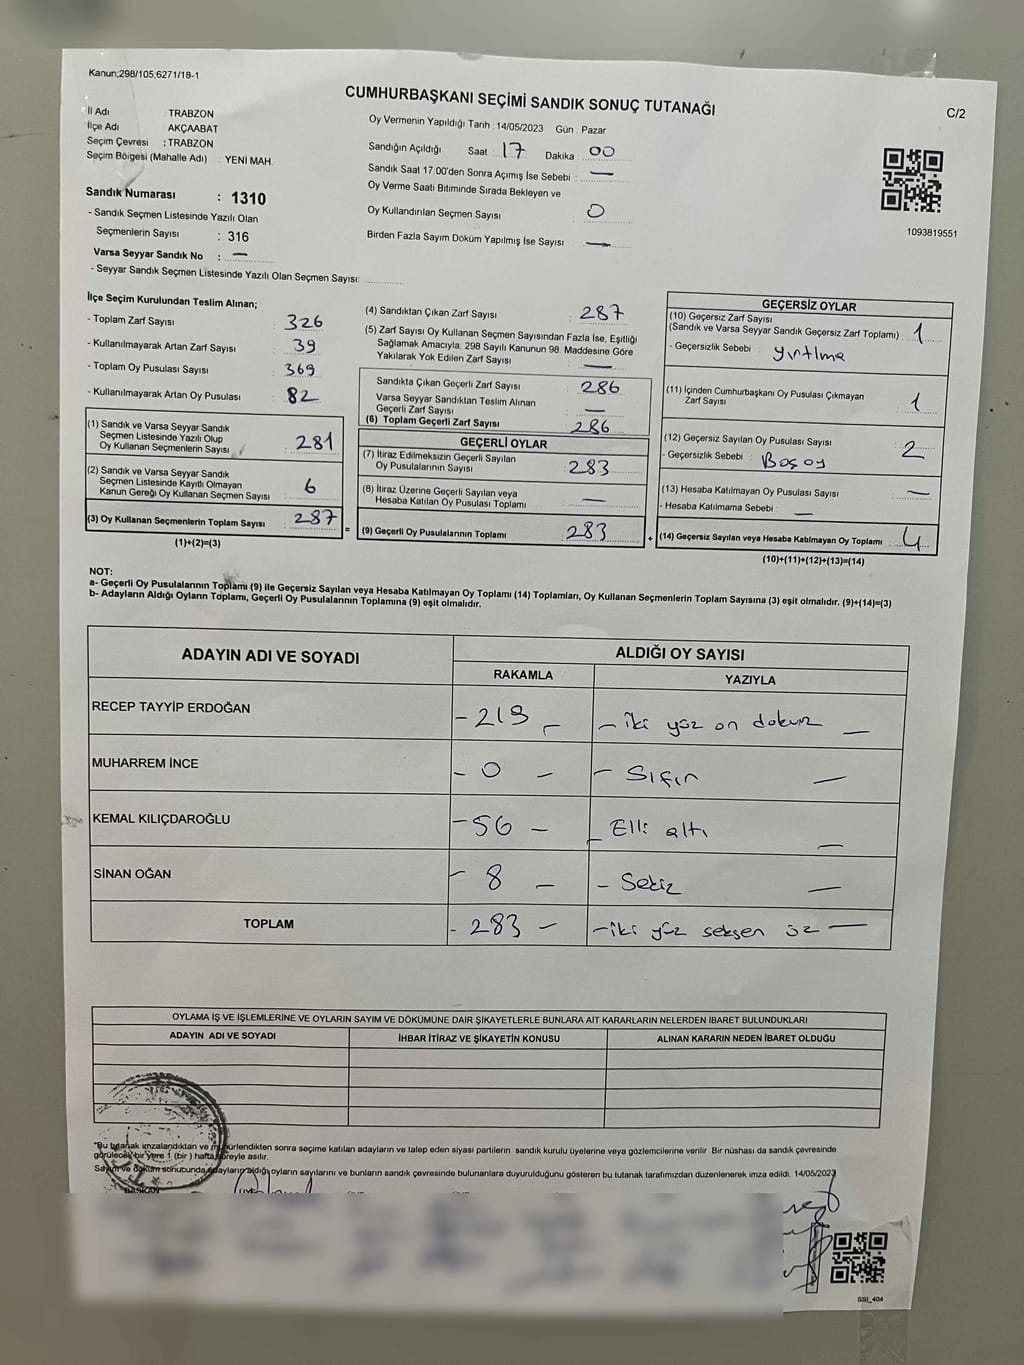 Kanun;298/105;6271/18-1
CUMHURBAŞKANI SEÇİMİ SANDIK SONUÇ TUTANAĞI
C/2
İl Adı : TRABZON
İlçe Adı AKÇAABAT
Seçim Çevresi : TRABZON
Seçim Bölgesi (Mahalle Adı) : YENİ MAH.
Oy Vermenin Yapıldığı Tarih : 14/05/2023 Gün : Pazar
Sandığın Açıldığı Saat : 17 Dakika : 00
Sandık Saat 17:00'den Sonra Açımış İse Sebebi : —
Oy Verme Saati Bitiminde Sırada Bekleyen ve
Oy Kullandırılan Seçmen Sayısı : 0
Birden Fazla Sayım Döküm Yapılmış İse Sayısı —
1093819551
Sandık Numarası : 1310
- Sandık Seçmen Listesinde Yazılı Olan
Seçmenlerin Sayısı : 316
Varsa Seyyar Sandık No : —
- Seyyar Sandık Seçmen Listesinde Yazılı Olan Seçmen Sayısı:
İlçe Seçim Kurulundan Teslim Alınan;
- Toplam Zarf Sayısı : 326
- Kullanılmayarak Artan Zarf Sayısı : 39
- Toplam Oy Pusulası Sayısı : 369
- Kullanılmayarak Artan Oy Pusulası : 82
(1) Sandık ve Varsa Seyyar Sandık
Seçmen Listesinde Yazılı Olup
Oy Kullanan Seçmenlerin Sayısı : 281
(2) Sandık ve Varsa Seyyar Sandık
Seçmen Listesinde Kayıtlı Olmayan
Kanun Gereği Oy Kullanan Seçmen Sayısı : 6
(3) Oy Kullanan Seçmenlerin Toplam Sayısı : 287
(1)+(2)=(3)
(4) Sandıktan Çıkan Zarf Sayısı : 287
(5) Zarf Sayısı Oy Kullanan Seçmen Sayısından Fazla İse, Eşitliği
Sağlamak Amacıyla; 298 Sayılı Kanunun 98. Maddesine Göre
Yakılarak Yok Edilen Zarf Sayısı : —
Sandıkta Çıkan Geçerli Zarf Sayısı : 286
Varsa Seyyar Sandıktan Teslim Alınan
Geçerli Zarf Sayısı : —
(6) Toplam Geçerli Zarf Sayısı : 286
GEÇERLİ OYLAR
(7) İtiraz Edilmeksizin Geçerli Sayılan
Oy Pusulalarının Sayısı : 283
(8) İtiraz Üzerine Geçerli Sayılan veya
Hesaba Katılan Oy Pusulası Toplamı : —
= (9) Geçerli Oy Pusulalarının Toplamı : 283
GEÇERSİZ OYLAR
(10) Geçersiz Zarf Sayısı
(Sandık ve Varsa Seyyar Sandık Geçersiz Zarf Toplamı) : 1
- Geçersizlik Sebebi : yırtılma
(11) İçinden Cumhurbaşkanı Oy Pusulası Çıkmayan
Zarf Sayısı : 1
(12) Geçersiz Sayılan Oy Pusulası Sayısı : 2
- Geçersizlik Sebebi : Boş oy
(13) Hesaba Katılmayan Oy Pusulası Sayısı : —
- Hesaba Katılmama Sebebi : —
+ (14) Geçersiz Sayılan veya Hesaba Katılmayan Oy Toplamı : 4
(10)+(11)+(12)+(13)=(14)
NOT:
a- Geçerli Oy Pusulalarının Toplamı (9) ile Geçersiz Sayılan veya Hesaba Katılmayan Oy Toplamı (14) Toplamları, Oy Kullanan Seçmenlerin Toplam Sayısına (3) eşit olmalıdır. (9)+(14)=(3)
b- Adayların Aldığı Oyların Toplamı, Geçerli Oy Pusulalarının Toplamına (9) eşit olmalıdır.
ADAYIN ADI VE SOYADI ALDIĞI OY SAYISI
RAKAMLA YAZIYLA
RECEP TAYYİP ERDOĞAN - 219 - - iki yüz on dokuz -
MUHARREM İNCE - 0 - - Sıfır -
KEMAL KILIÇDAROĞLU - 56 - - Elli altı -
SİNAN OĞAN - 8 - - Sekiz -
TOPLAM - 283 - - iki yüz seksen üz -
OYLAMA İŞ VE İŞLEMLERİNE VE OYLARIN SAYIM VE DÖKÜMÜNE DAİR ŞİKAYETLERLE BUNLARA AİT KARARLARIN NELERDEN İBARET BULUNDUKLARI
ADAYIN ADI VE SOYADI İHBAR İTİRAZ VE ŞİKAYETİN KONUSU ALINAN KARARIN NEDEN İBARET OLDUĞU
"Bu tutanak imzalandıktan ve mühürlendikten sonra seçime katılan adayların ve talep eden siyasi partilerin sandık kurulu üyelerine veya gözlemcilerine verilir Bir nüshası da sandık çevresinde
görülecek bir yere 1 (bir ) hafta süreyle asılır.
Sayım ve döküm sonucunda adayların aldığı oyların sayılarını ve bunların sandık çevresinde bulunanlara duyurulduğunu gösteren bu tutanak tarafımızdan düzenlenerek imza edildi. 14/05/2023
BAŞKAN
GSI_404